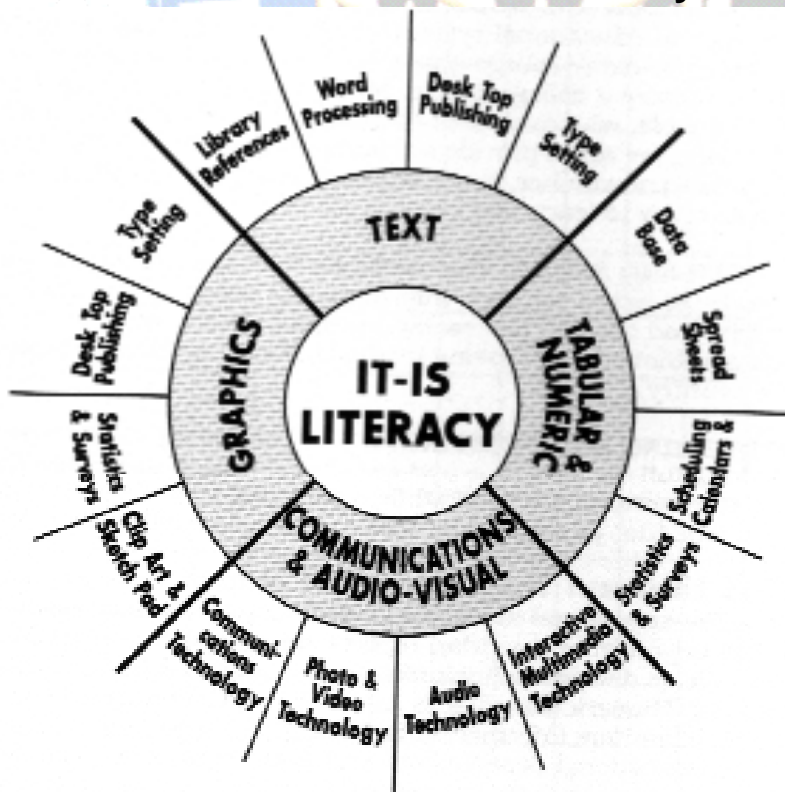 IT-IS
LITERACY
TEXT
TABULAR &
NUMERIC
COMMUNICATIONS
& AUDIO-VISUAL
GRAPHICS
Library
References
Word
Processing
Desk Top
Publishing
Type
Setting
Data
Base
Spread
Sheets
Scheduling
Calendars &
Statistics
& Surveys
Interactive
Multimedia
Technology
Audio
Technology
Photo &
Video
Technology
Communi-
cations
Technology
Clip Art &
Sketch Pad
Statistics
& Surveys
Desk Top
Publishing
Type
Setting